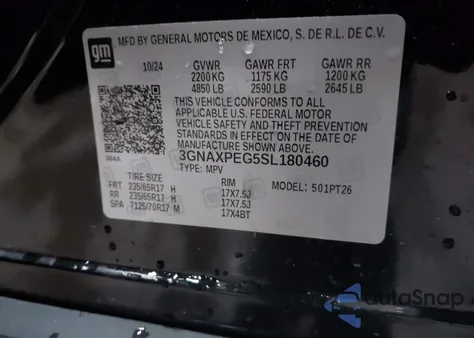 gm
MFD BY GENERAL MOTORS DE MEXICO, S. DE R.L. DE C.V.
10/24 GVWR GAWR FRT GAWR RR
2200 KG 1175 KG 1200 KG
4850 LB 2590 LB 2645 LB
THIS VEHICLE CONFORMS TO ALL
APPLICABLE U.S. FEDERAL MOTOR
VEHICLE SAFETY AND THEFT PREVENTION
STANDARDS IN EFFECT ON THE DATE OF
MANUFACTURE SHOWN ABOVE.
3GNAXPEG5SL180460
TYPE: MPV
TIRE SIZE RIM MODEL: 501PT26
FRT 235/65R17 H 17X7.5J
RR 235/65R17 H 17X7.5J
SPA T125/70R17 M 17X4BT
AutoSnap